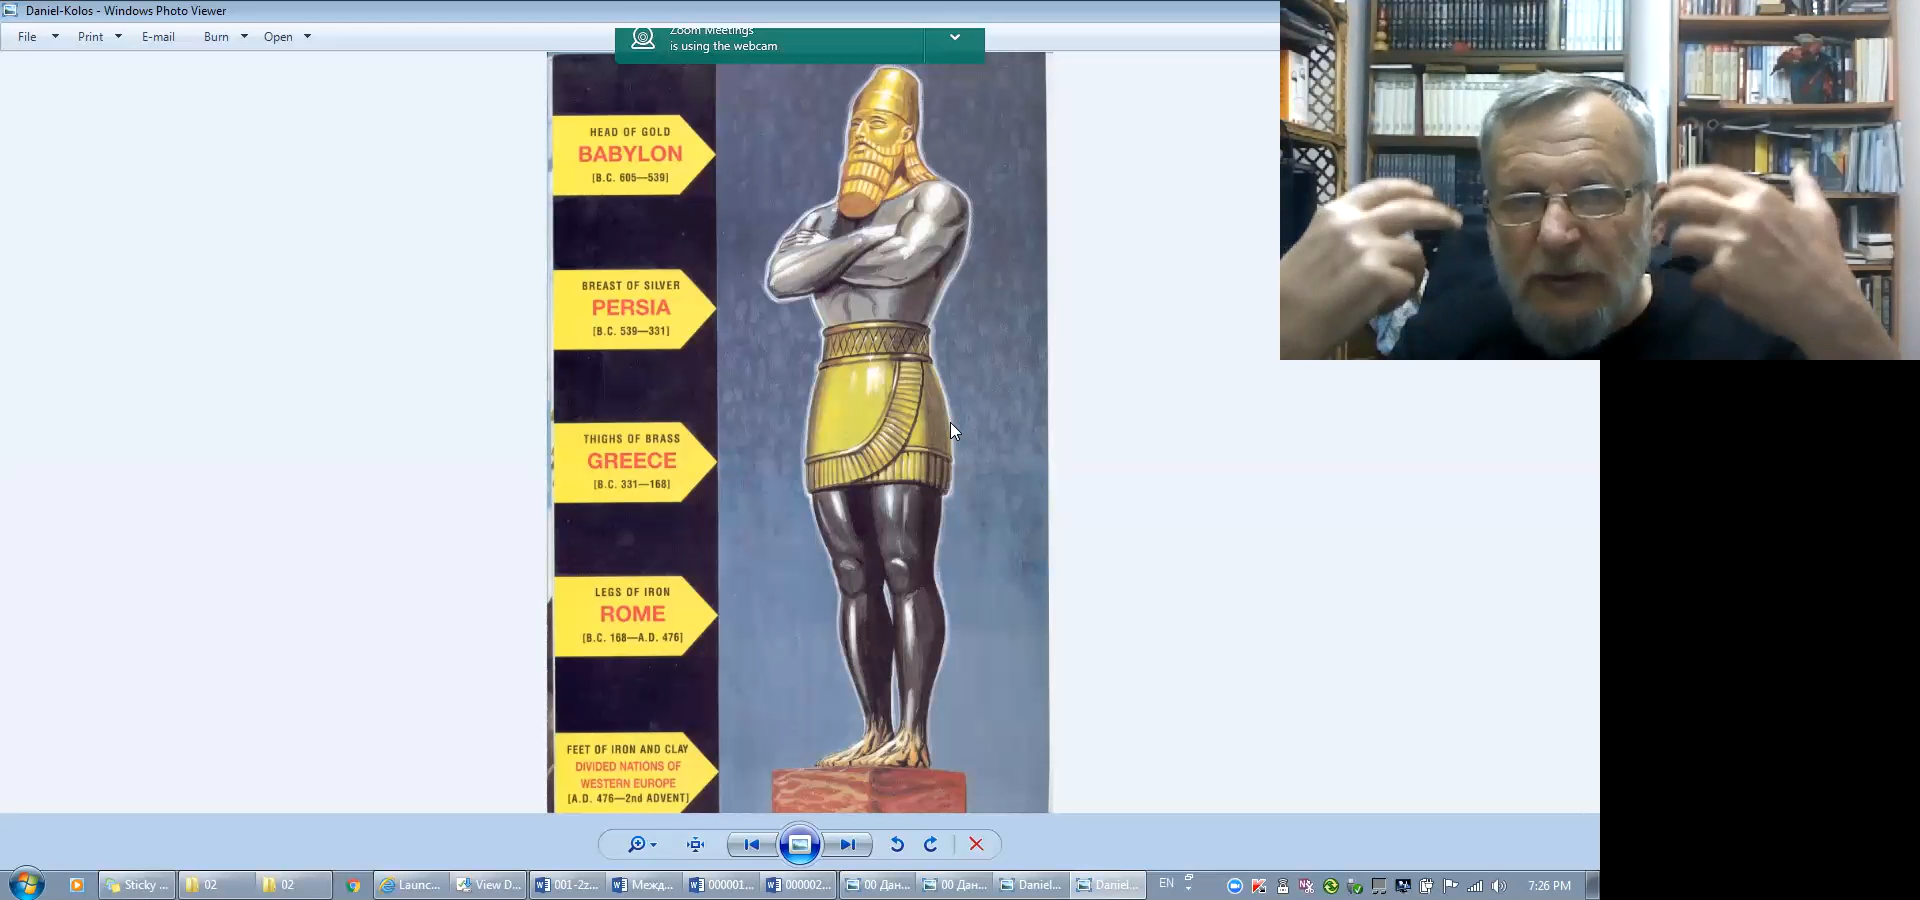 Daniel-Kolos - Windows Photo Viewer
File Print E-mail Burn Open
Zoom Meetings
is using the webcam
HEAD OF GOLD
BABYLON
[B.C. 605—539]
BREAST OF SILVER
PERSIA
[B.C. 539—331]
THIGHS OF BRASS
GREECE
[B.C. 331—168]
LEGS OF IRON
ROME
[B.C. 168—A.D. 476]
FEET OF IRON AND CLAY
DIVIDED NATIONS OF
WESTERN EUROPE
[A.D. 476—2nd ADVENT]
Sticky ... 02 02 Launc... View D... 001-2z... Межд... 000001... 000002... 00 Дан... 00 Дан... Daniel... Daniel... EN 7:26 PM